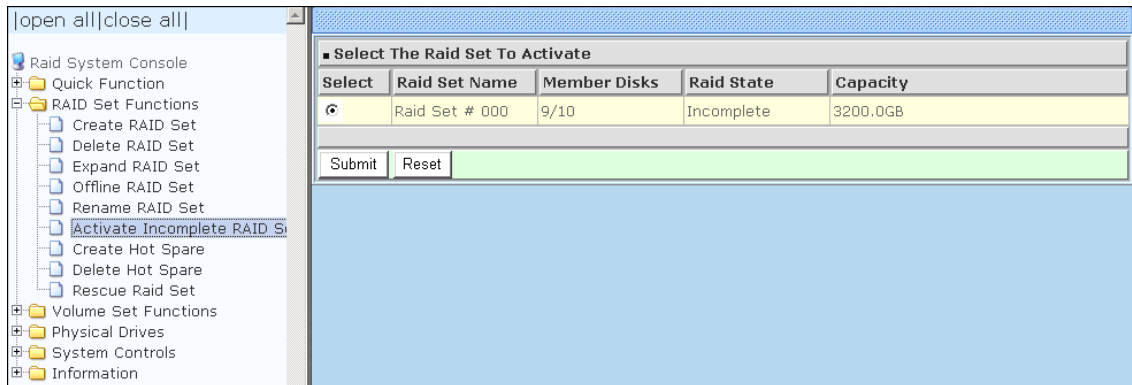 |open all|close all|
Raid System Console
Quick Function
RAID Set Functions
Create RAID Set
Delete RAID Set
Expand RAID Set
Offline RAID Set
Rename RAID Set
Activate Incomplete RAID S
Create Hot Spare
Delete Hot Spare
Rescue Raid Set
Volume Set Functions
Physical Drives
System Controls
Information
Select The Raid Set To Activate
Select Raid Set Name Member Disks Raid State Capacity
Raid Set # 000 9/10 Incomplete 3200.0GB
Submit Reset